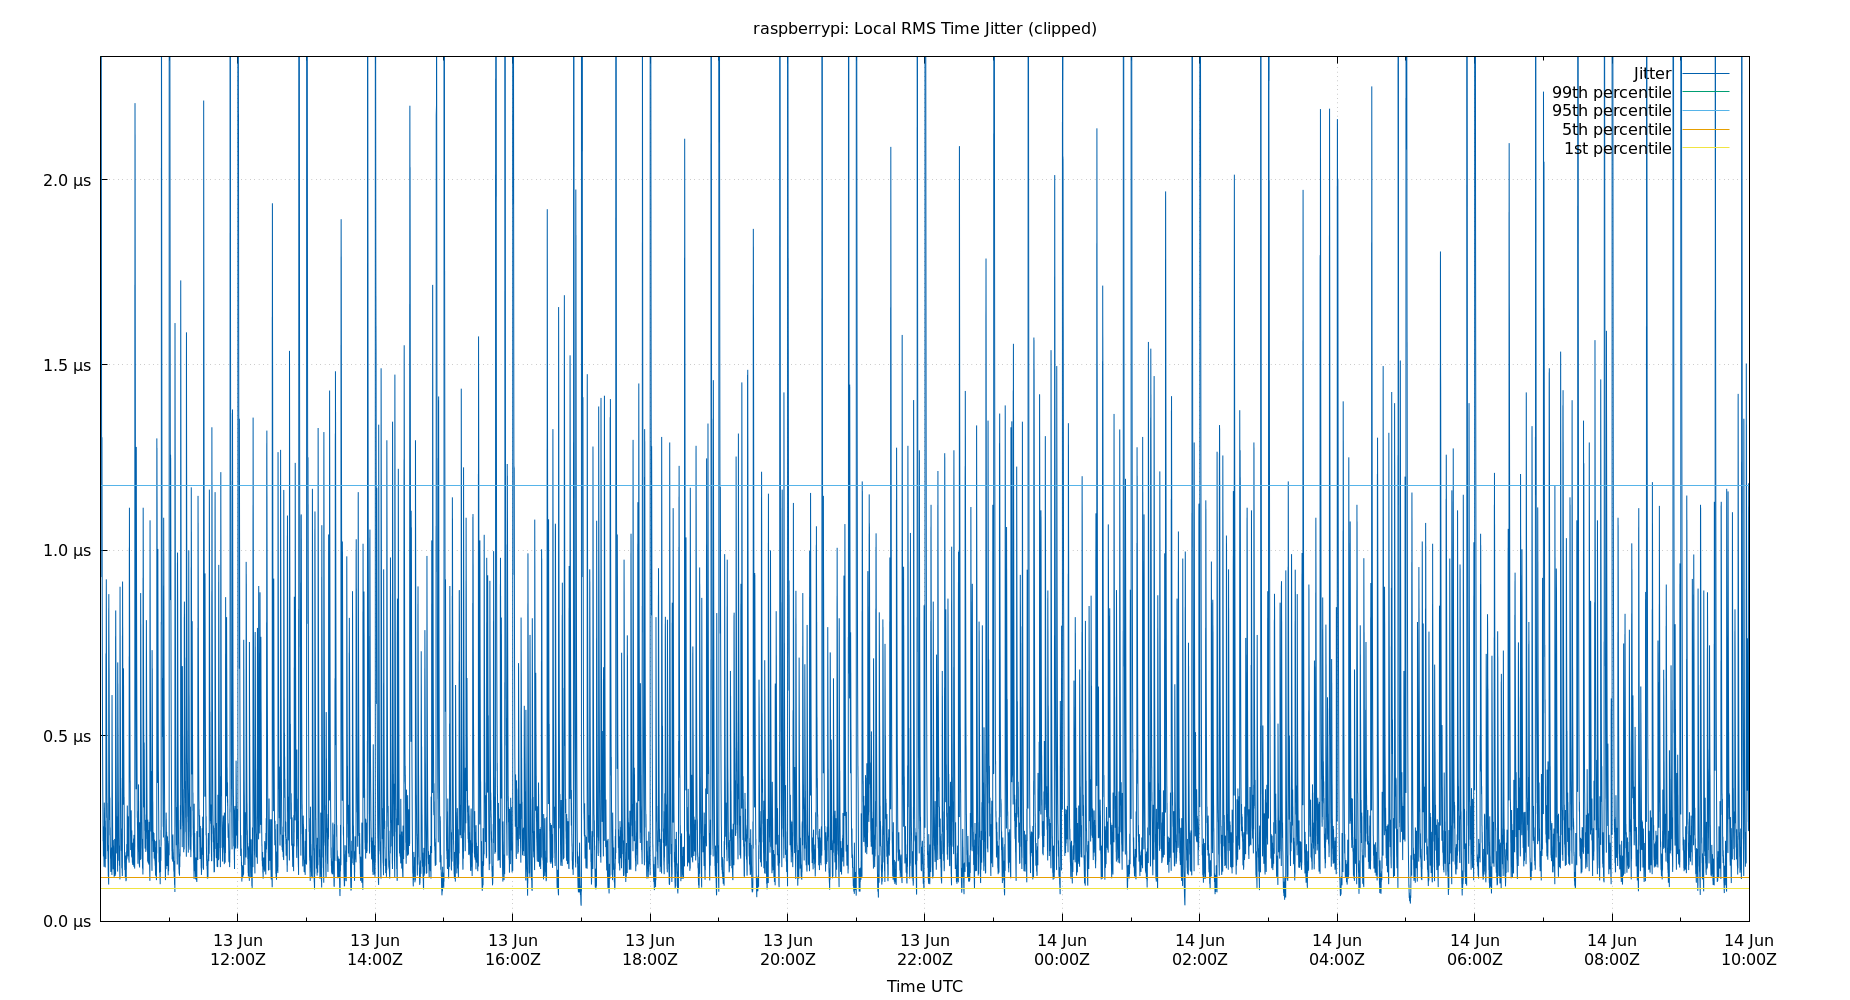 raspberrypi: Local RMS Time Jitter (clipped)
Jitter
99th percentile
95th percentile
5th percentile
1st percentile
2.0 μs
1.5 μs
1.0 μs
0.5 μs
0.0 μs
13 Jun 13 Jun 13 Jun 13 Jun 13 Jun 13 Jun 14 Jun 14 Jun 14 Jun 14 Jun 14 Jun 14 Jun
12:00Z 14:00Z 16:00Z 18:00Z 20:00Z 22:00Z 00:00Z 02:00Z 04:00Z 06:00Z 08:00Z 10:00Z
Time UTC